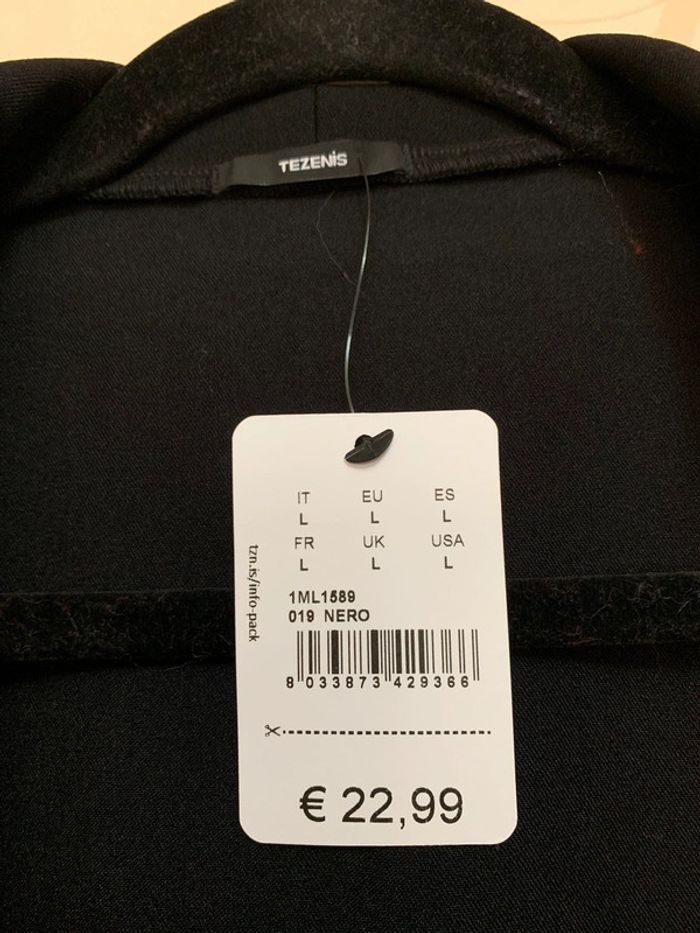 TEZENIS
IT EU ES
L L L
FR UK USA
L L L
tzn.is/info-pack
1ML1589
019 NERO
8 033873 429366
€ 22,99